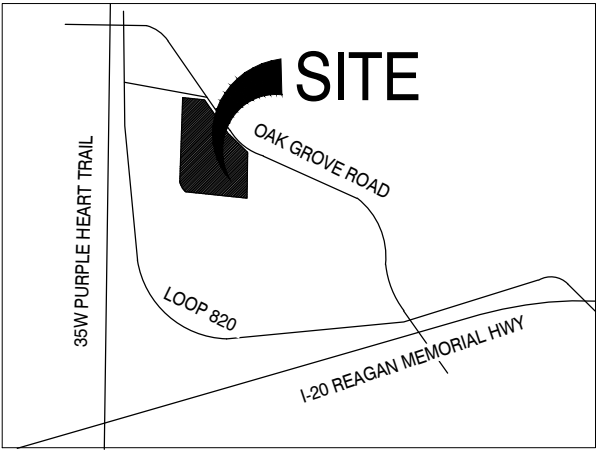 SITE
OAK GROVE ROAD
35W PURPLE HEART TRAIL
LOOP 820
I-20 REAGAN MEMORIAL HWY